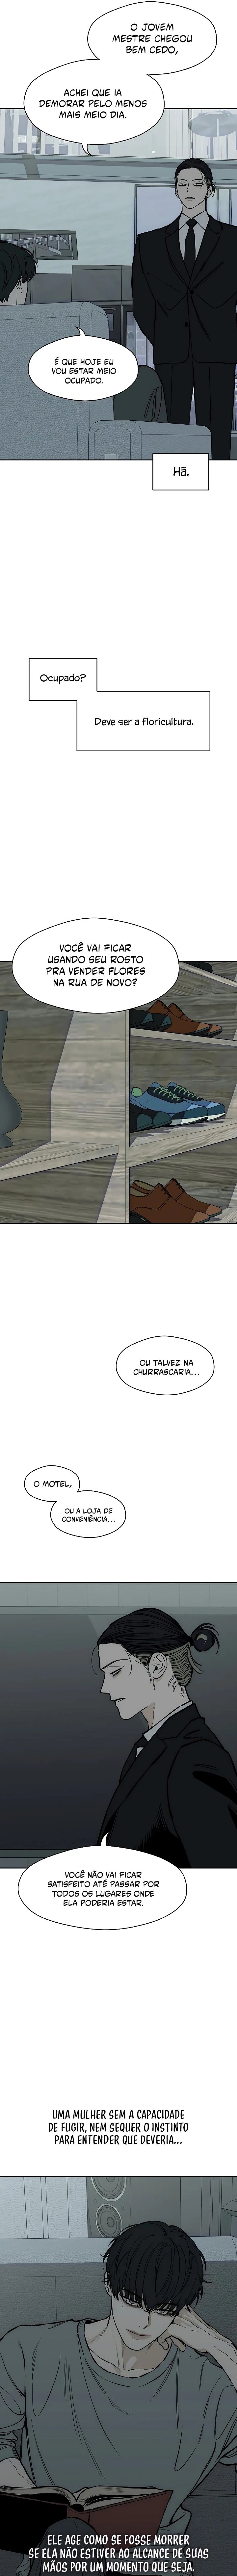 O JOVEM
MESTRE CHEGOU
BEM CEDO,
ACHEI QUE IA
DEMORAR PELO MENOS
MAIS MEIO DIA.
É QUE HOJE EU
VOU ESTAR MEIO
OCUPADO.
Hã.
Ocupado?
Deve ser a floricultura.
VOCÊ VAI FICAR
USANDO SEU ROSTO
PRA VENDER FLORES
NA RUA DE NOVO?
OU TALVEZ NA
CHURRASCARIA...
O MOTEL,
OU A LOJA DE
CONVENIÊNCIA...
VOCÊ NÃO VAI FICAR
SATISFEITO ATÉ PASSAR POR
TODOS OS LUGARES ONDE
ELA PODERIA ESTAR.
UMA MULHER SEM A CAPACIDADE
DE FUGIR, NEM SEQUER O INSTINTO
PARA ENTENDER QUE DEVERIA...
ELE AGE COMO SE FOSSE MORRER
SE ELA NÃO ESTIVER AO ALCANCE DE SUAS
MÃOS POR UM MOMENTO QUE SEJA.